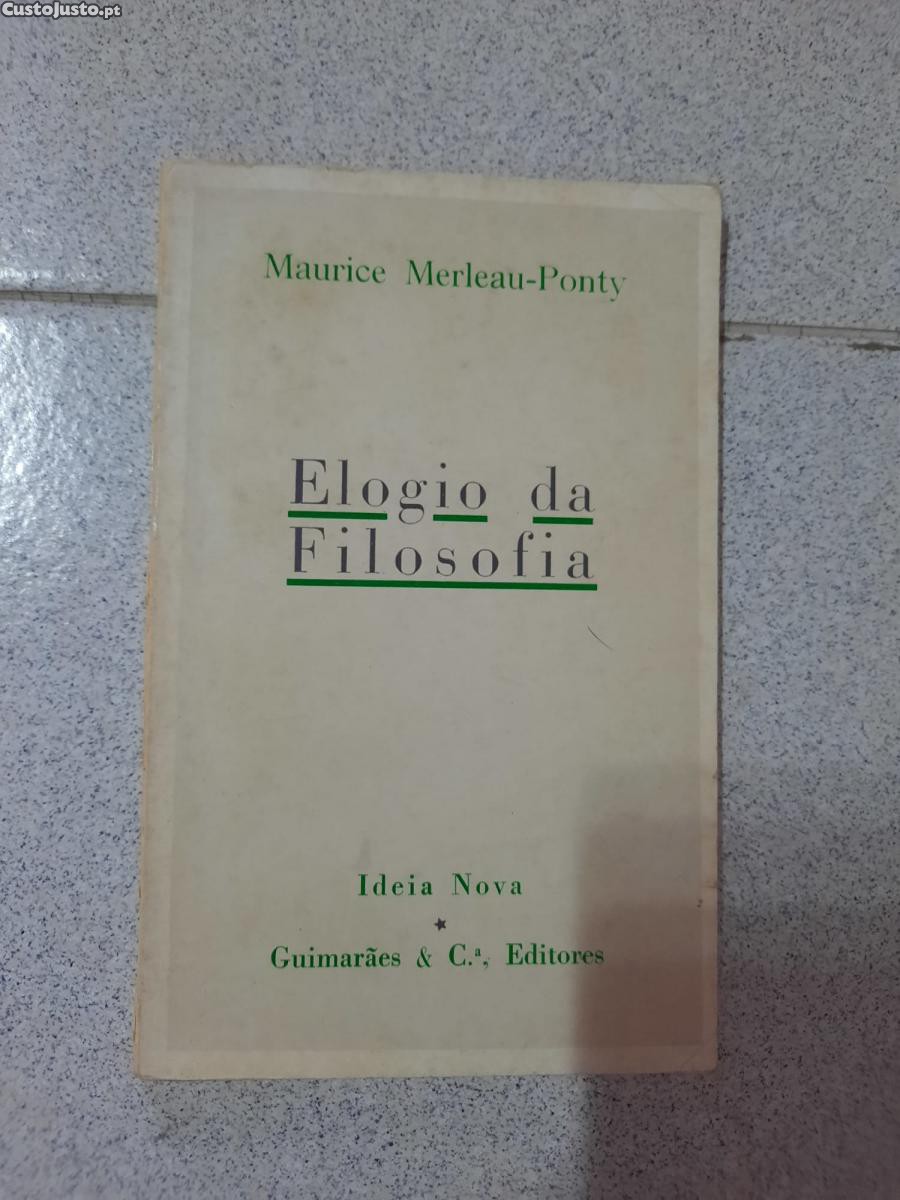 CustoJusto.pt
Maurice Merleau-Ponty
Elogio da
Filosofia
Ideia Nova
Guimarães & C.ª, Editores